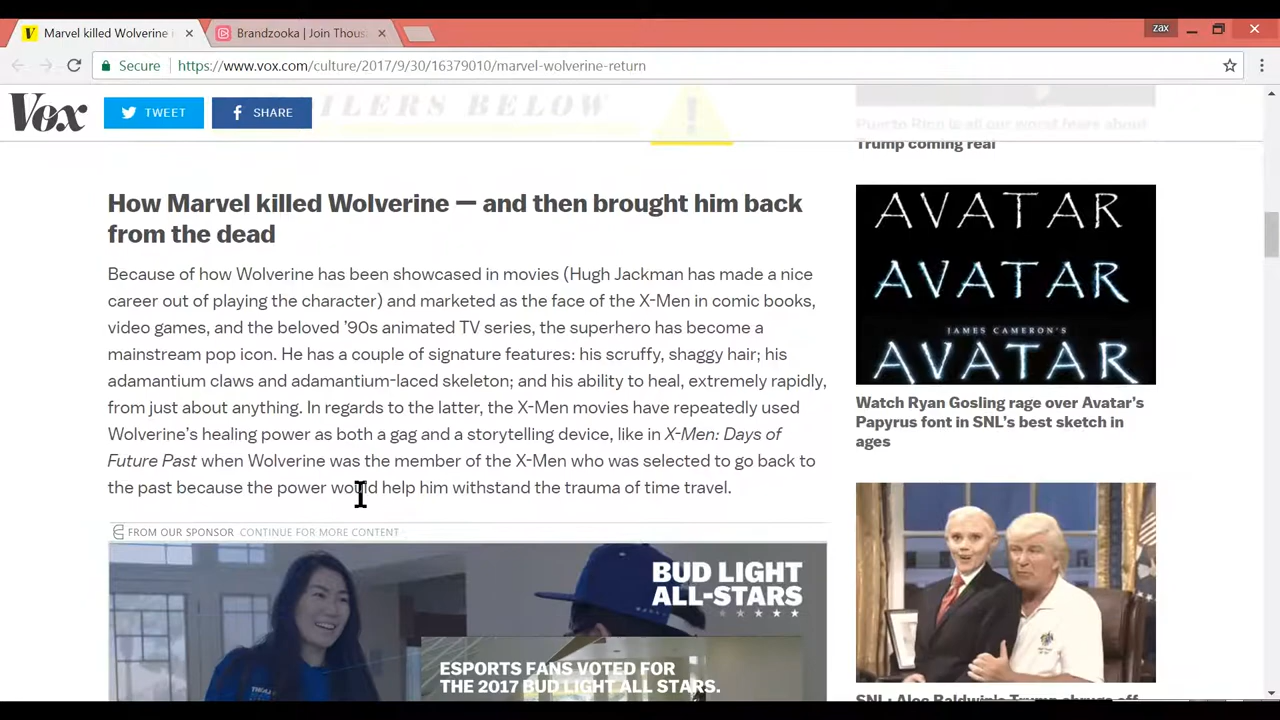 Marvel killed Wolverine
Brandzooka | Join Thous
zax
Secure
https://www.vox.com/culture/2017/9/30/16379010/marvel-wolverine-return
Vox
TWEET
SHARE
SPOILERS BELOW
How Marvel killed Wolverine — and then brought him back
from the dead
Because of how Wolverine has been showcased in movies (Hugh Jackman has made a nice
career out of playing the character) and marketed as the face of the X-Men in comic books,
video games, and the beloved ’90s animated TV series, the superhero has become a
mainstream pop icon. He has a couple of signature features: his scruffy, shaggy hair; his
adamantium claws and adamantium-laced skeleton; and his ability to heal, extremely rapidly,
from just about anything. In regards to the latter, the X-Men movies have repeatedly used
Wolverine’s healing power as both a gag and a storytelling device, like in X-Men: Days of
Future Past when Wolverine was the member of the X-Men who was selected to go back to
the past because the power would help him withstand the trauma of time travel.
FROM OUR SPONSOR CONTINUE FOR MORE CONTENT
BUD LIGHT
ALL-STARS
ESPORTS FANS VOTED FOR
THE 2017 BUD LIGHT ALL STARS.
Puerto Rico is all our worst fears about
Trump coming real
AVATAR
AVATAR
JAMES CAMERON'S
AVATAR
Watch Ryan Gosling rage over Avatar’s
Papyrus font in SNL’s best sketch in
ages
SNL: Alec Baldwin’s Trump shrugs off